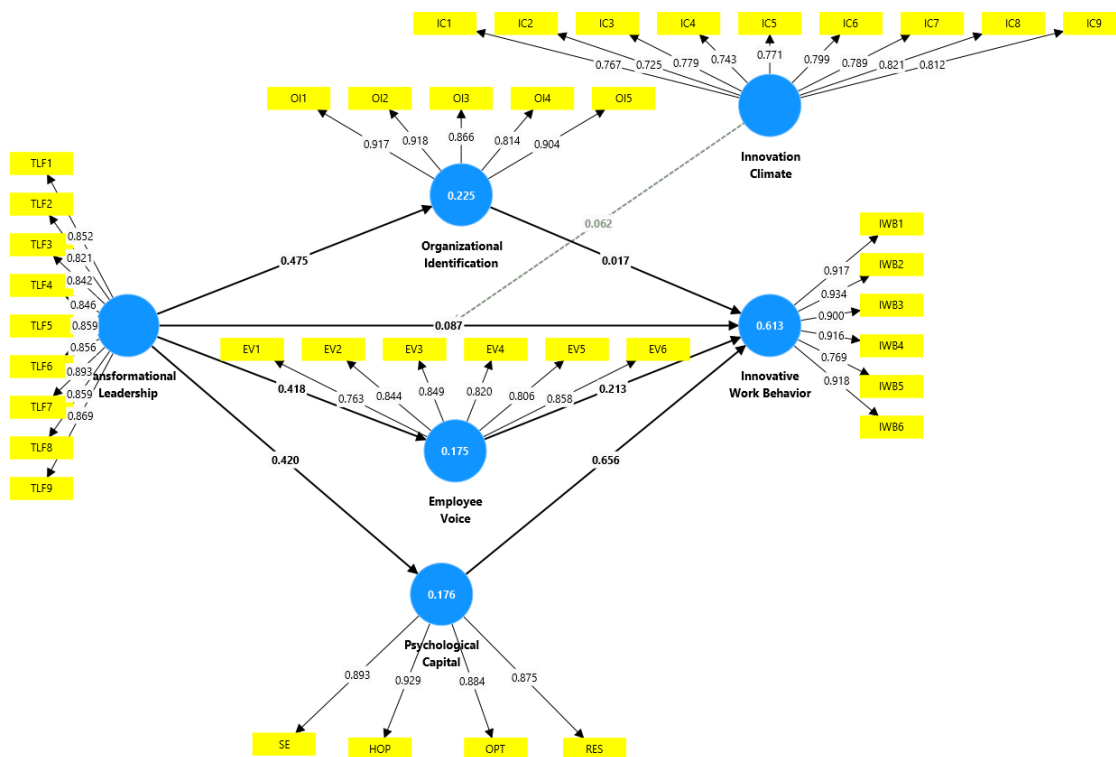 IC1 IC2 IC3 IC4 IC5 IC6 IC7 IC8 IC9
0.767 0.725 0.779 0.743 0.771 0.799 0.789 0.821 0.812
Innovation
Climate
OI1 OI2 OI3 OI4 OI5
0.917 0.918 0.866 0.814 0.904
0.225
Organizational
Identification
TLF1
TLF2
TLF3
TLF4
TLF5
TLF6
TLF7
TLF8
TLF9
0.852
0.821
0.842
0.846
0.859
0.856
0.893
0.859
0.869
ansformational
Leadership
0.475
0.062
0.017
0.087
0.418
0.213
0.420
0.656
EV1 EV2 EV3 EV4 EV5 EV6
0.763 0.844 0.849 0.820 0.806 0.858
0.175
Employee
Voice
IWB1
IWB2
IWB3
IWB4
IWB5
IWB6
0.917
0.934
0.900
0.916
0.769
0.918
0.613
Innovative
Work Behavior
0.176
Psychological
Capital
0.893 0.929 0.884 0.875
SE HOP OPT RES